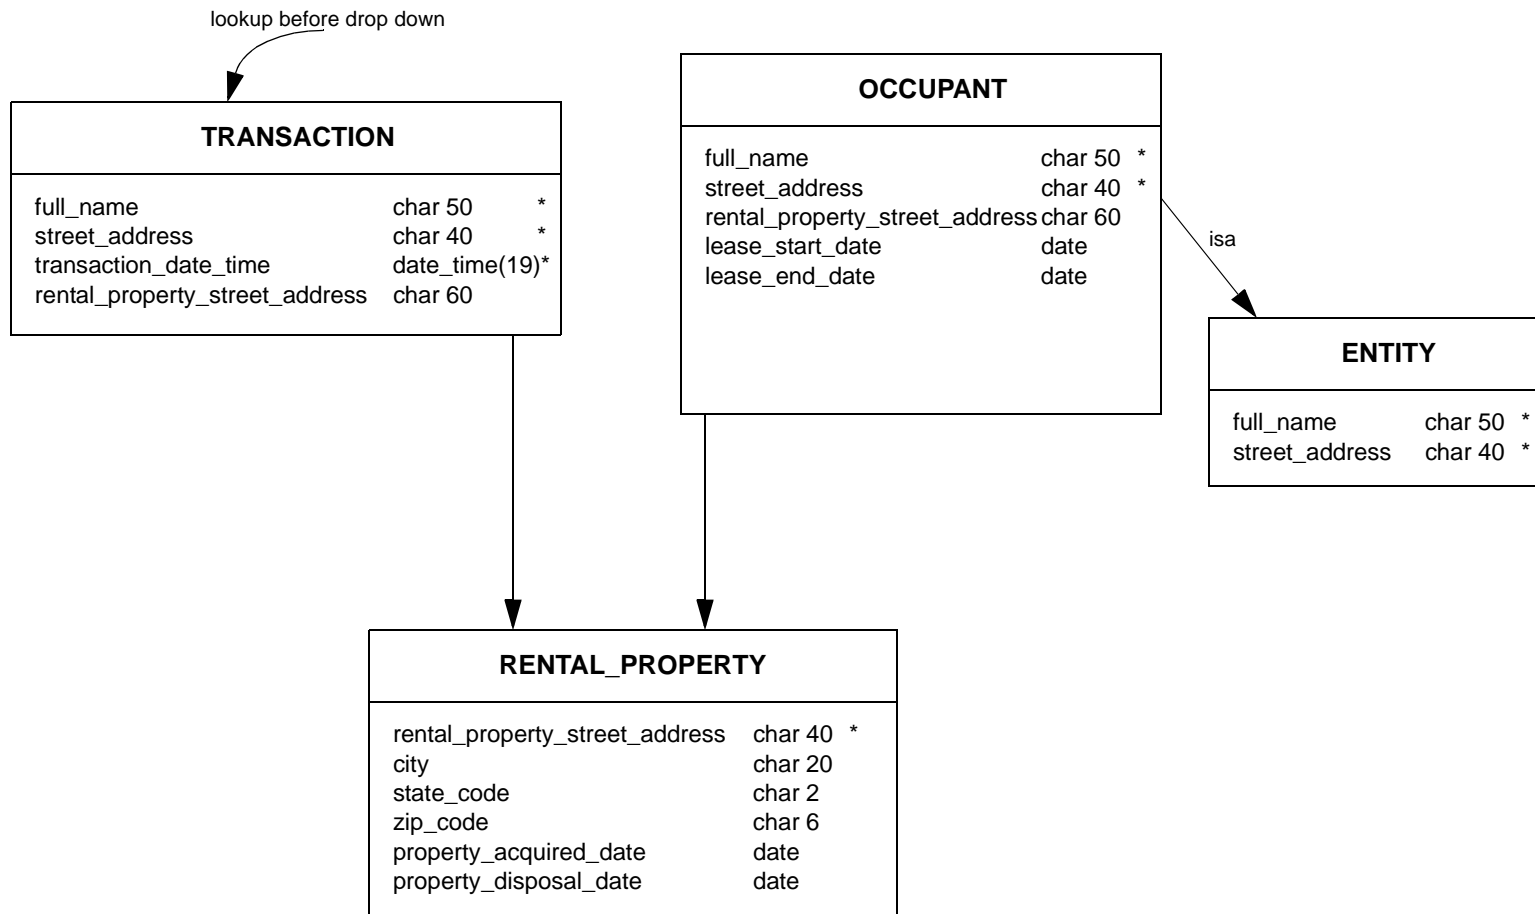 lookup before drop down
TRANSACTION
full_name char 50 *
street_address char 40 *
transaction_date_time date_time(19)*
rental_property_street_address char 60
OCCUPANT
full_name char 50 *
street_address char 40 *
rental_property_street_address char 60
lease_start_date date
lease_end_date date
isa
ENTITY
full_name char 50 *
street_address char 40 *
RENTAL_PROPERTY
rental_property_street_address char 40 *
city char 20
state_code char 2
zip_code char 6
property_acquired_date date
property_disposal_date date